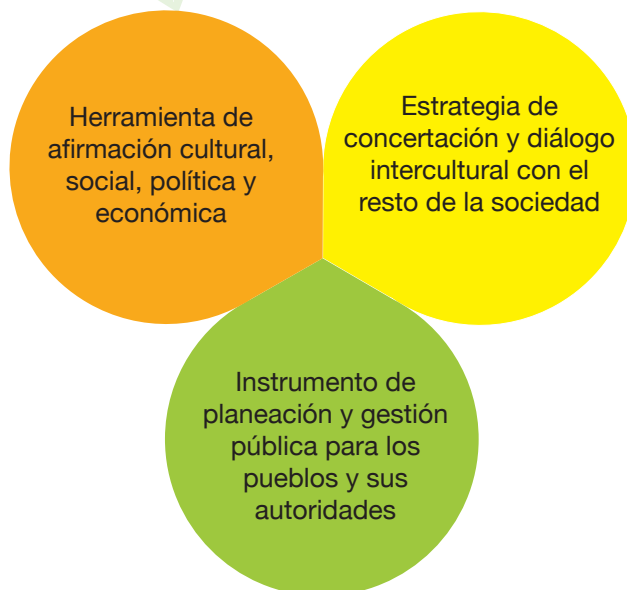 Herramienta de
afirmación cultural,
social, política y
económica
Estrategia de
concertación y diálogo
intercultural con el
resto de la sociedad
Instrumento de
planeación y gestión
pública para los
pueblos y sus
autoridades